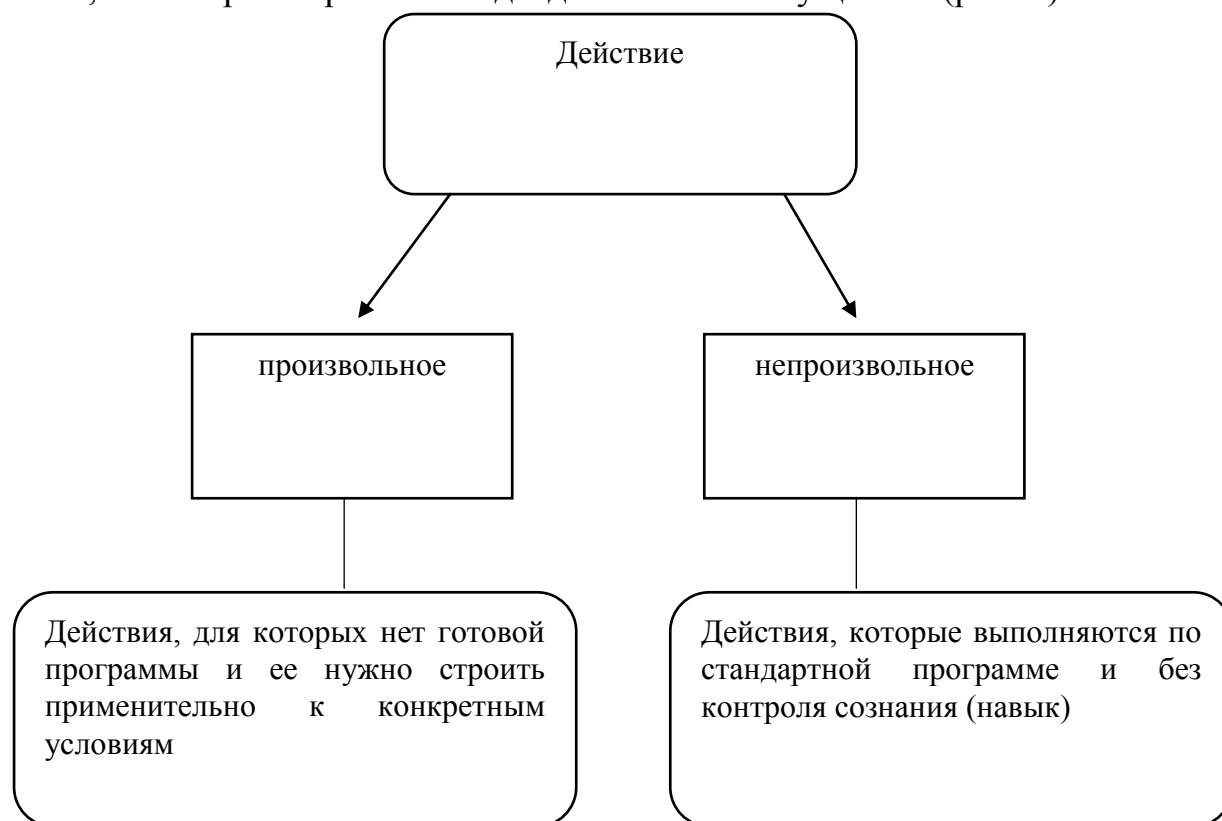 Действие
произвольное
непроизвольное
Действия, для которых нет готовой
программы и ее нужно строить
применительно к конкретным
условиям
Действия, которые выполняются по
стандартной программе и без
контроля сознания (навык)